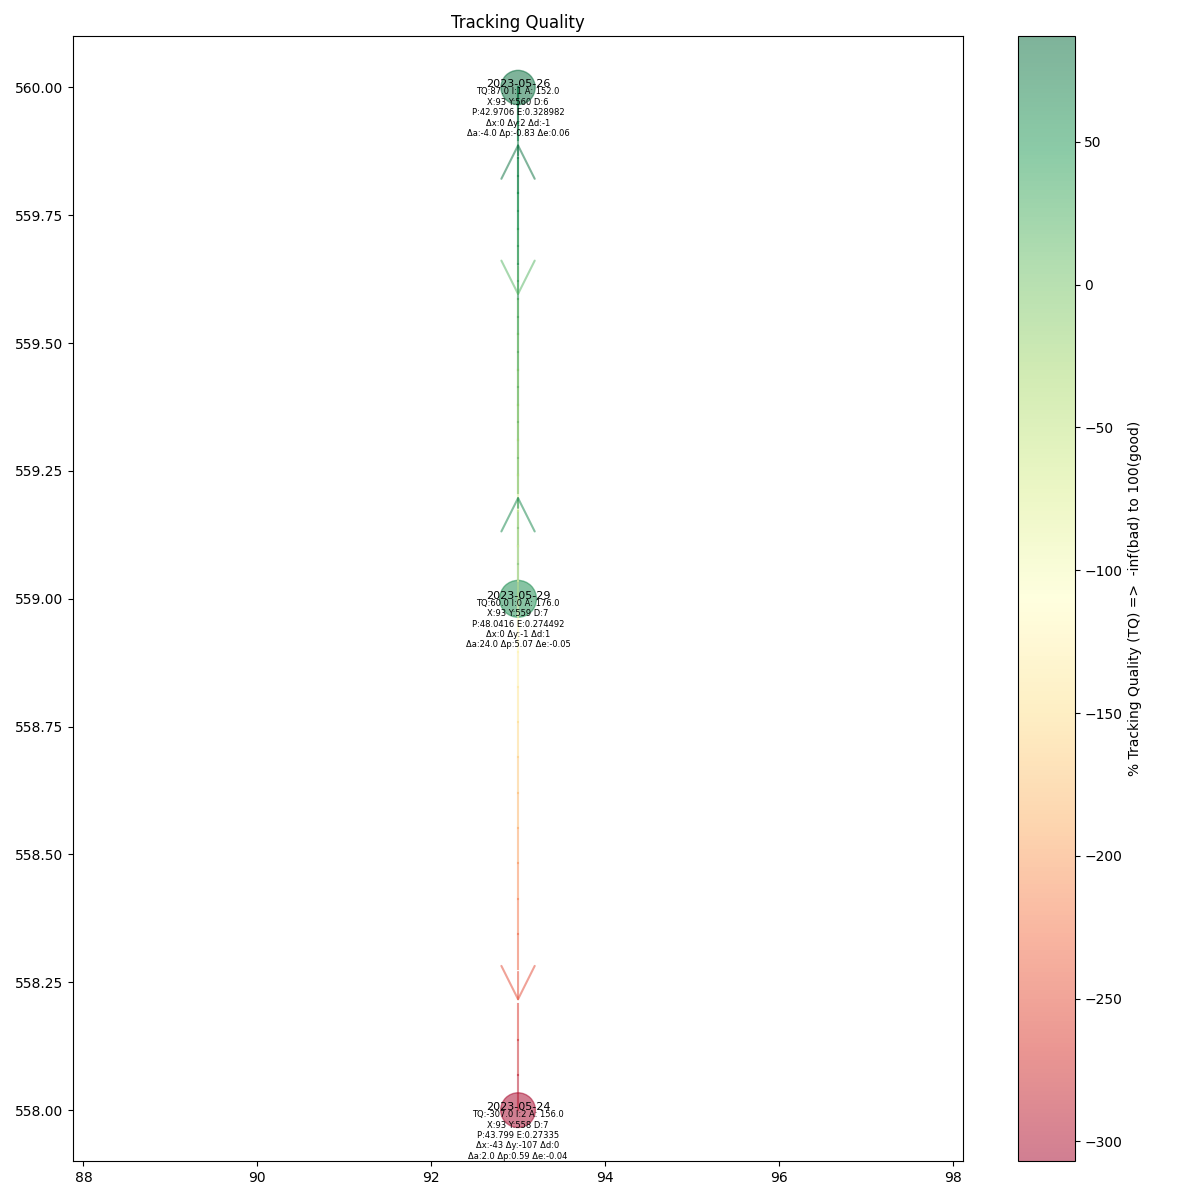 Tracking Quality
560.00
559.75
559.50
559.25
559.00
558.75
558.50
558.25
558.00
88
90
92
94
96
98
2023-05-26
TQ:87.0 I:1 A: 152.0
X:93 Y:560 D:6
P:42.9706 E:0.328982
Δx:0 Δy:2 Δd:-1
Δa:-4.0 Δp:-0.83 Δe:0.06
2023-05-29
TQ:60.0 I:0 A: 176.0
X:93 Y:559 D:7
P:48.0416 E:0.274492
Δx:0 Δy:-1 Δd:1
Δa:24.0 Δp:5.07 Δe:-0.05
2023-05-24
TQ:-307.0 I:2 A: 156.0
X:93 Y:558 D:7
P:43.799 E:0.27335
Δx:-43 Δy:-107 Δd:0
Δa:2.0 Δp:0.59 Δe:-0.04
50
0
−50
−100
−150
−200
−250
−300
% Tracking Quality (TQ) => -inf(bad) to 100(good)